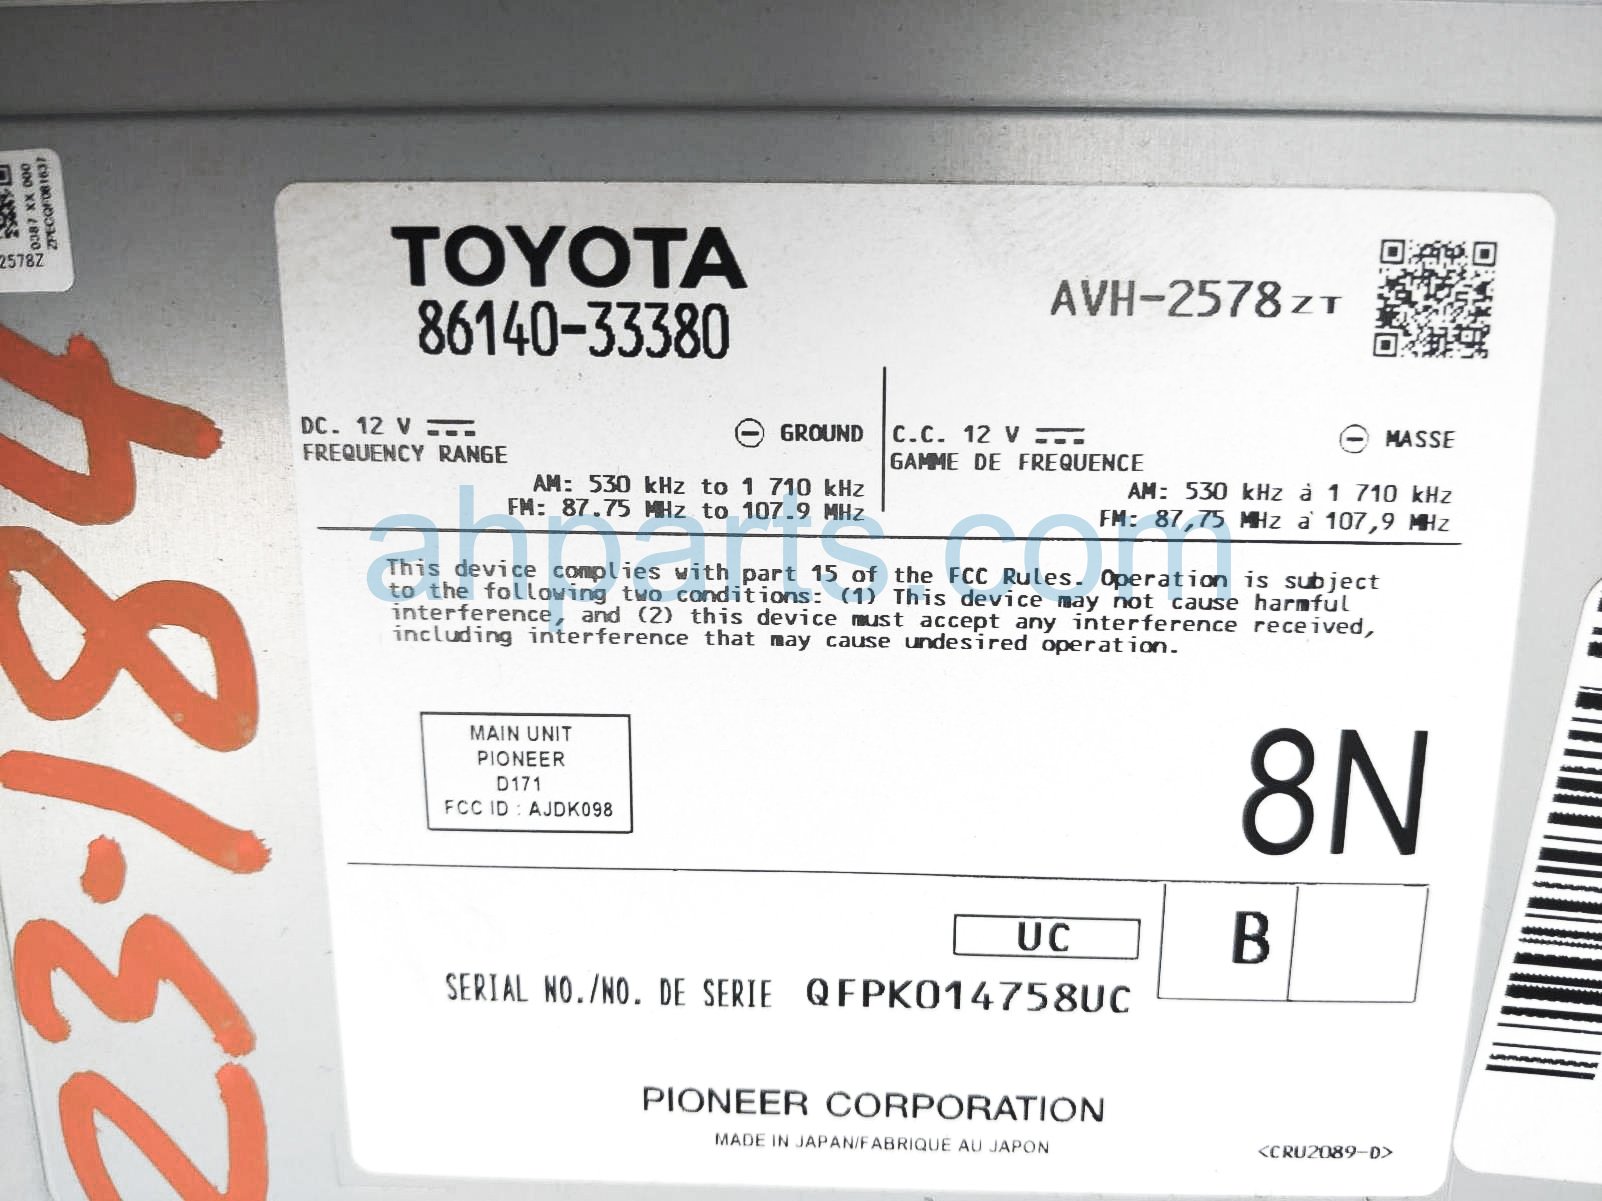 0387 XX 000
ZPECQF081637
2578Z
TOYOTA
86140-33380
AVH-2578ZT
DC. 12 V
GROUND
FREQUENCY RANGE
AM: 530 kHz to 1 710 kHz
FM: 87.75 MHz to 107.9 MHz
C.C. 12 V
MASSE
GAMME DE FREQUENCE
AM: 530 kHz à 1 710 kHz
FM: 87,75 MHz à 107,9 MHz
ahparts.com
This device complies with part 15 of the FCC Rules. Operation is subject
to the following two conditions: (1) This device may not cause harmful
interference, and (2) this device must accept any interference received,
including interference that may cause undesired operation.
MAIN UNIT
PIONEER
D171
FCC ID : AJDK098
8N
UC
B
SERIAL NO./NO. DE SERIE QFPK014758UC
PIONEER CORPORATION
MADE IN JAPAN/FABRIQUE AU JAPON
<CRU2089-D>